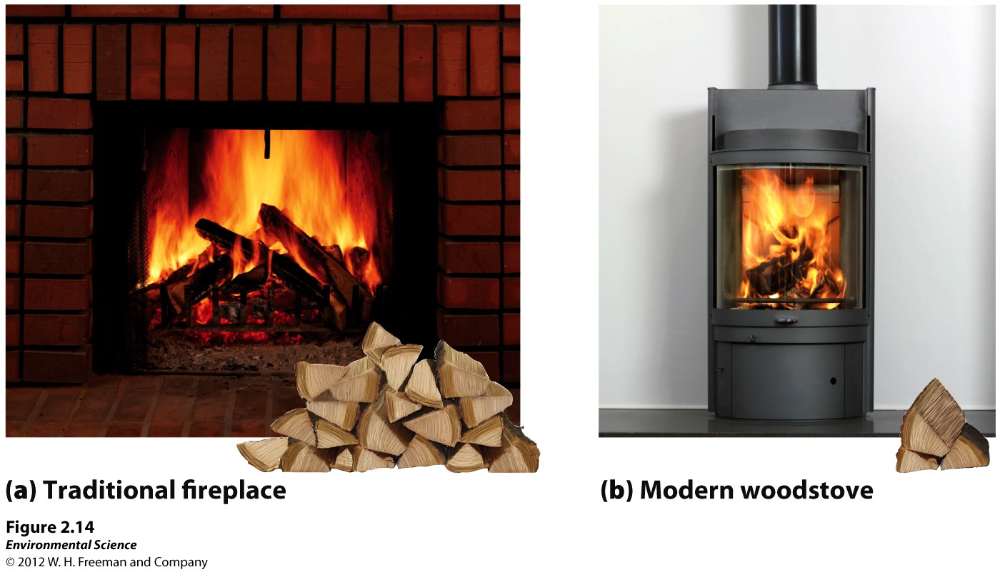 (a) Traditional fireplace
(b) Modern woodstove
Figure 2.14
Environmental Science
© 2012 W. H. Freeman and Company